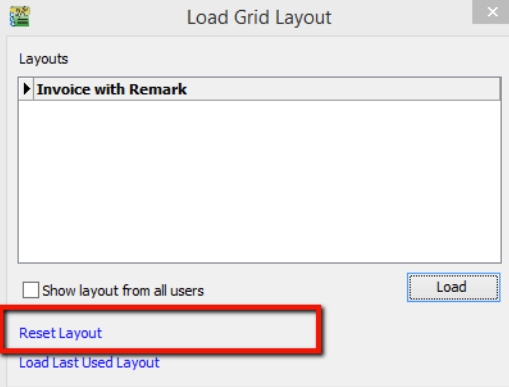 Load Grid Layout
Layouts
Invoice with Remark
Show layout from all users
Load
Reset Layout
Load Last Used Layout